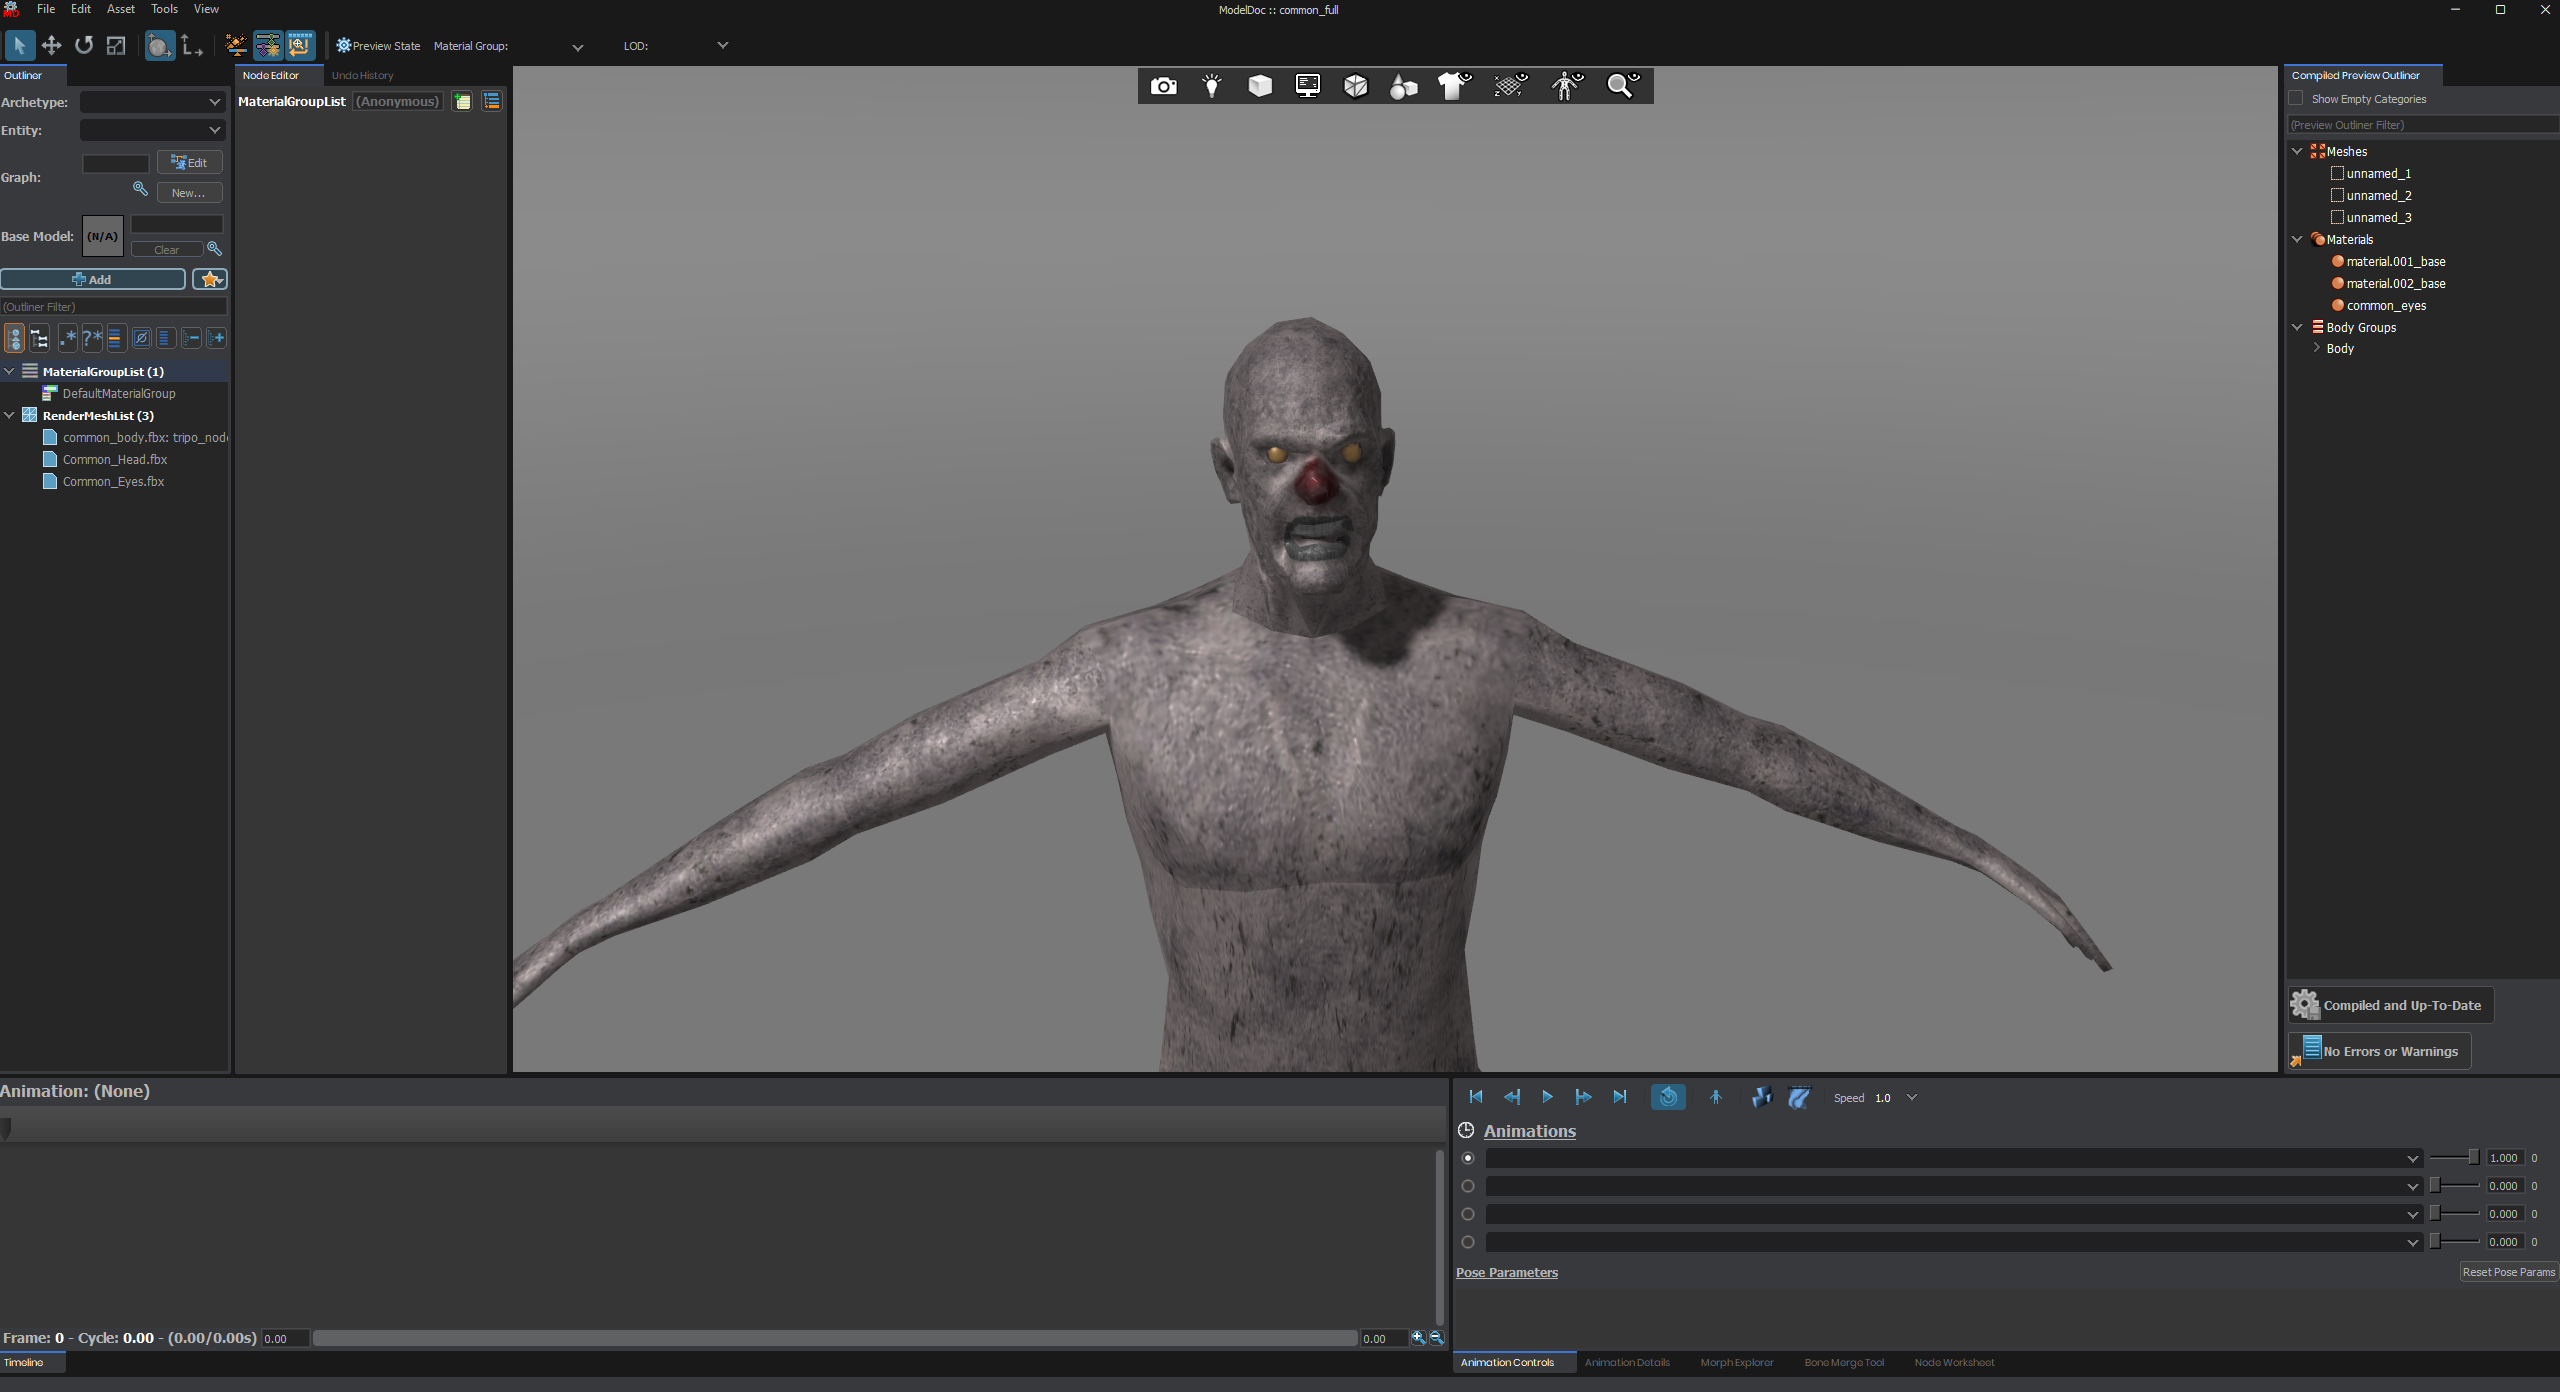 ModelDoc :: common_full
File Edit Asset Tools View
Preview State Material Group: LOD:
Outliner
Archetype:
Entity:
Graph:
Edit
New...
Base Model:
(N/A)
Clear
Add
(Outliner Filter)
.* ?*
MaterialGroupList (1)
DefaultMaterialGroup
RenderMeshList (3)
common_body.fbx: tripo_node
Common_Head.fbx
Common_Eyes.fbx
Node Editor Undo History
MaterialGroupList (Anonymous)
Compiled Preview Outliner
Show Empty Categories
(Preview Outliner Filter)
Meshes
unnamed_1
unnamed_2
unnamed_3
Materials
material.001_base
material.002_base
common_eyes
Body Groups
Body
Compiled and Up-To-Date
No Errors or Warnings
Animation: (None)
Frame: 0 - Cycle: 0.00 - (0.00/0.00s) 0.00 0.00
Timeline
Speed 1.0
Animations
1.000 0
0.000 0
0.000 0
0.000 0
Pose Parameters
Reset Pose Params
Animation Controls Animation Details Morph Explorer Bone Merge Tool Node Worksheet